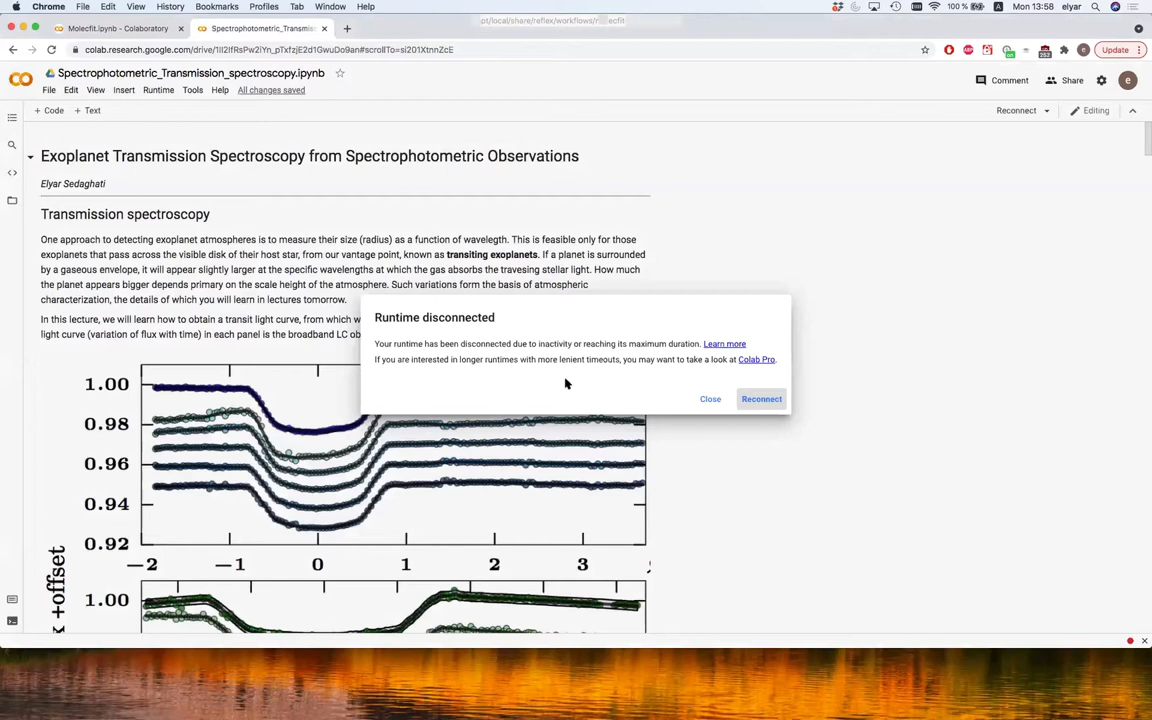 Chrome File Edit View History Bookmarks Profiles Tab Window Help
100 % Mon 13:58 elyar
Molecfit.ipynb - Colaboratory
Spectrophotometric_Transmiss
colab.research.google.com/drive/
Update
Spectrophotometric_Transmission_spectroscopy.ipynb
Comment Share e
File Edit View Insert Runtime Tools Help All changes saved
+ Code + Text Reconnect Editing
Exoplanet Transmission Spectroscopy from Spectrophotometric Observations
Elyar Sedaghati
Transmission spectroscopy
One approach to detecting exoplanet atmospheres is to measure their size (radius) as a function of wavelegth. This is feasible only for those
exoplanets that pass across the visible disk of their host star, from our vantage point, known as transiting exoplanets. If a planet is surrounded
by a gaseous envelope, it will appear slightly larger at the specific wavelengths at which the gas absorbs the travesing stellar light. How much
the planet appears bigger depends primary on the scale height of the atmosphere. Such variations form the basis of atmospheric
characterization, the details of which you will learn in lectures tomorrow.
In this lecture, we will learn how to obtain a transit light curve, from which w
light curve (variation of flux with time) in each panel is the broadband LC ob
Runtime disconnected
Your runtime has been disconnected due to inactivity or reaching its maximum duration. Learn more
If you are interested in longer runtimes with more lenient timeouts, you may want to take a look at Colab Pro.
Close Reconnect
1.00
0.98
0.96
0.94
0.92
−2 −1 0 1 2 3
1.00
x +offset